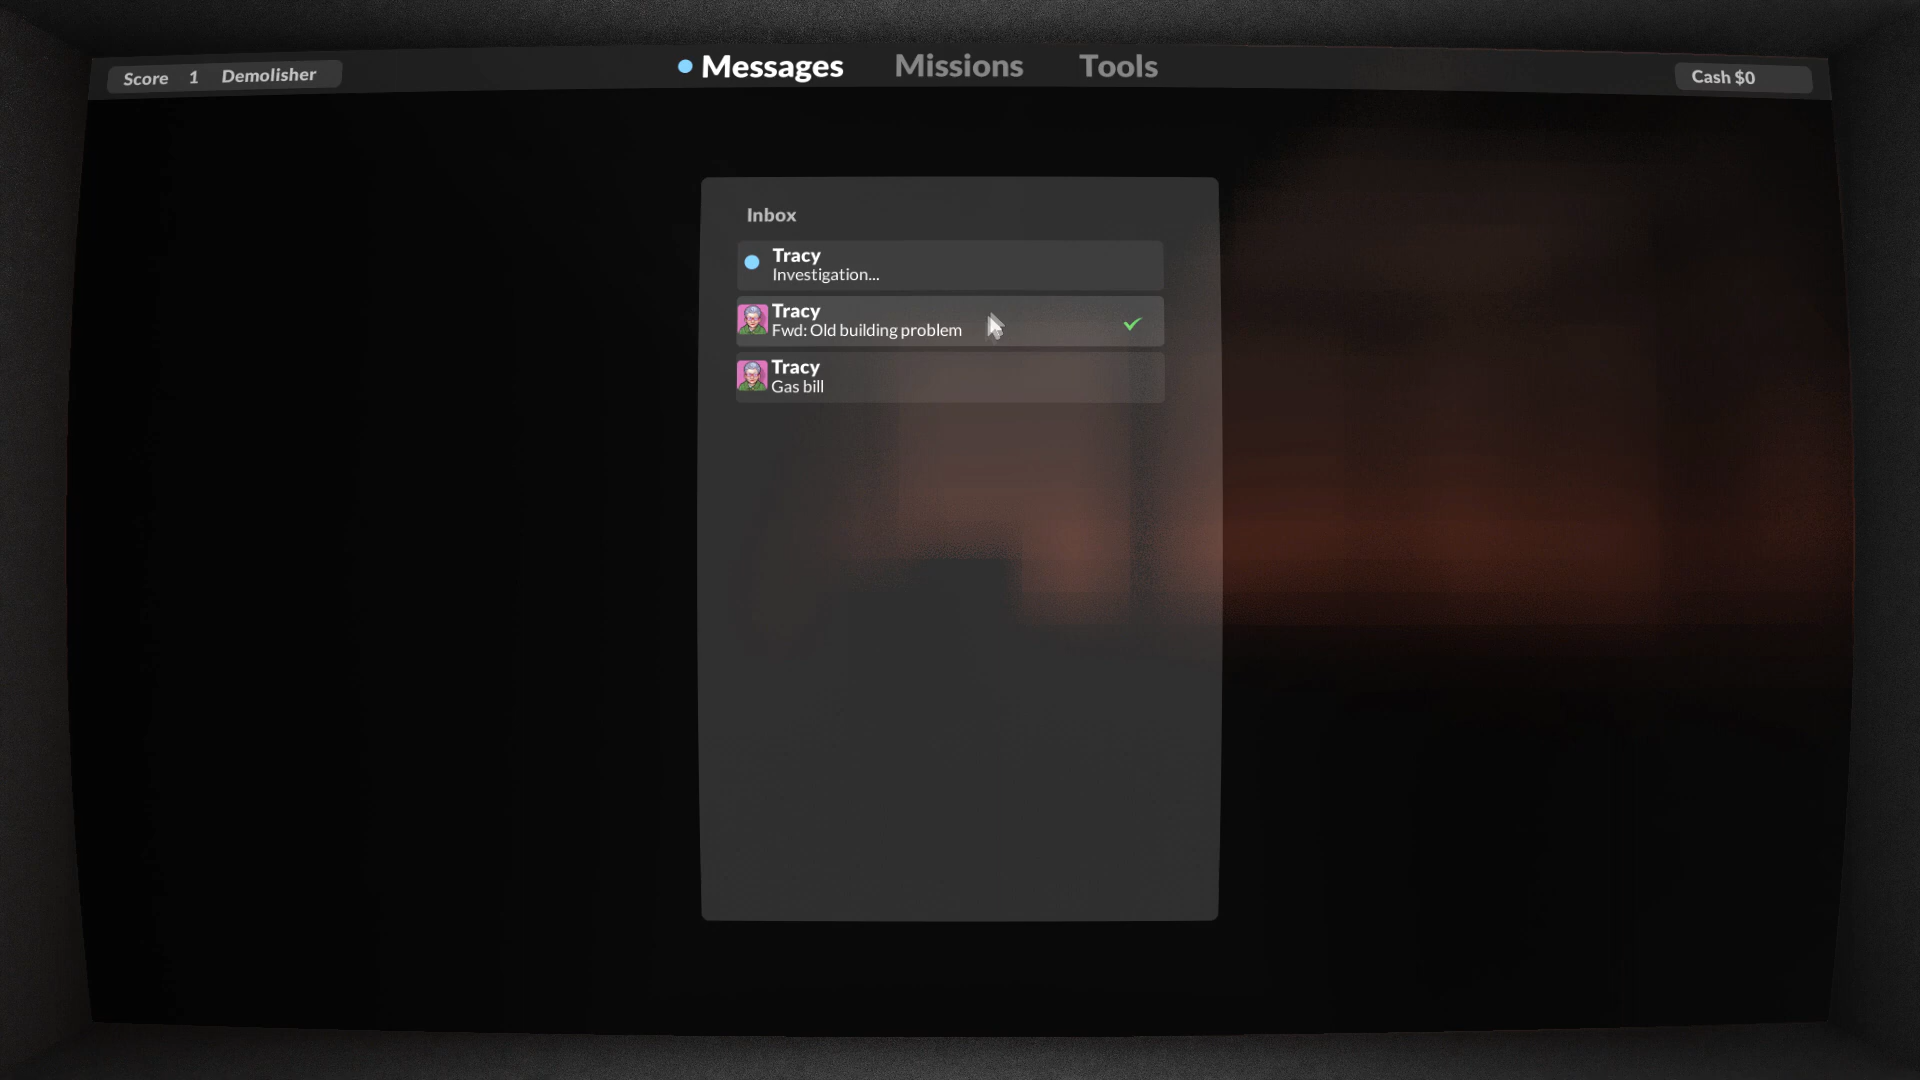 Score 1 Demolisher
Messages
Missions
Tools
Cash $0
Inbox
Tracy
Investigation...
Tracy
Fwd: Old building problem
Tracy
Gas bill